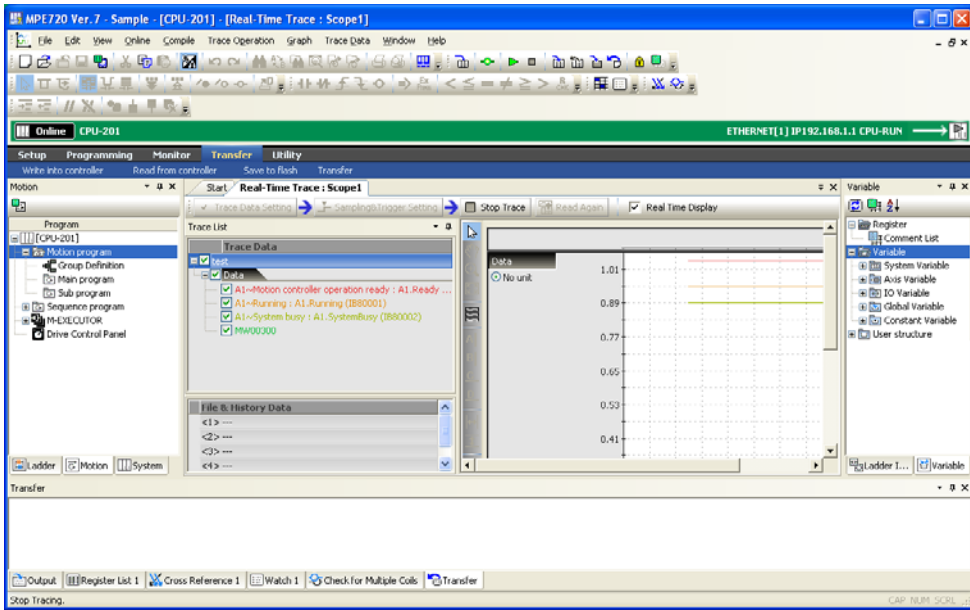 MPE720 Ver.7 - Sample - [CPU-201] - [Real-Time Trace : Scope1]
File Edit View Online Compile Trace Operation Graph Trace Data Window Help
Online CPU-201 ETHERNET[1] IP192.168.1.1 CPU-RUN
Setup Programming Monitor Transfer Utility
Write into controller Read from controller Save to flash Transfer
Motion
Program
[CPU-201]
Motion program
Group Definition
Main program
Sub program
Sequence program
M-EXECUTOR
Drive Control Panel
Ladder Motion System
Start Real-Time Trace : Scope1
Trace Data Setting Sampling&Trigger Setting Stop Trace Read Again Real Time Display
Trace List
Trace Data
test
Data
A1~Motion controller operation ready : A1.Ready ...
A1~Running : A1.Running (IB80001)
A1~System busy : A1.SystemBusy (IB80002)
MW00300
File & History Data
<1> ---
<2> ---
<3> ---
<4> ---
Data
No unit
1.01
0.89
0.77
0.65
0.53
0.41
Variable
Register
Comment List
Variable
System Variable
Axis Variable
IO Variable
Global Variable
Constant Variable
User structure
Ladder I... Variable
Transfer
Output Register List 1 Cross Reference 1 Watch 1 Check for Multiple Coils Transfer
Stop Tracing.
CAP NUM SCRL